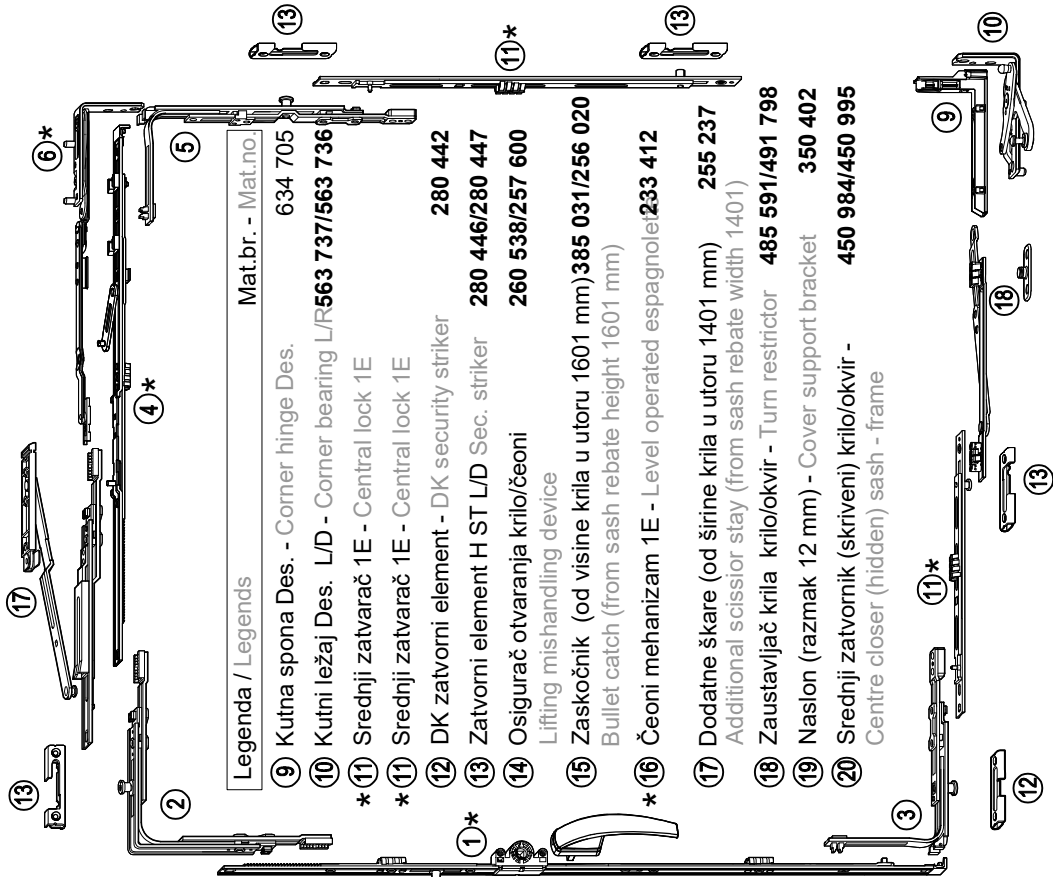 Legenda / Legends Mat.br. - Mat.no.
9 Kutna spona Des. - Corner hinge Des. 634 705
10 Kutni ležaj Des. L/D - Corner bearing L/R 563 737/563 736
*11 Srednji zatvarač 1E - Central lock 1E
*11 Srednji zatvarač 1E - Central lock 1E
12 DK zatvorni element - DK security striker 280 442
13 Zatvorni element H ST L/D Sec. striker 280 446/280 447
14 Osigurač otvaranja krilo/čeoni 260 538/257 600
Lifting mishandling device
15 Zaskočnik (od visine krila u utoru 1601 mm) 385 031/256 020
Bullet catch (from sash rebate height 1601 mm)
*16 Čeoni mehanizam 1E - Level operated espagnolette 233 412
17 Dodatne škare (od širine krila u utoru 1401 mm) 255 237
Additional scissior stay (from sash rebate width 1401)
18 Zaustavljač krila krilo/okvir - Turn restrictor 485 591/491 798
19 Naslon (razmak 12 mm) - Cover support bracket 350 402
20 Srednji zatvornik (skriveni) krilo/okvir - 450 984/450 995
Centre closer (hidden) sash - frame
13
17
6*
13
2
4*
5
11*
13
1*
3
12
11*
13
18
9
10